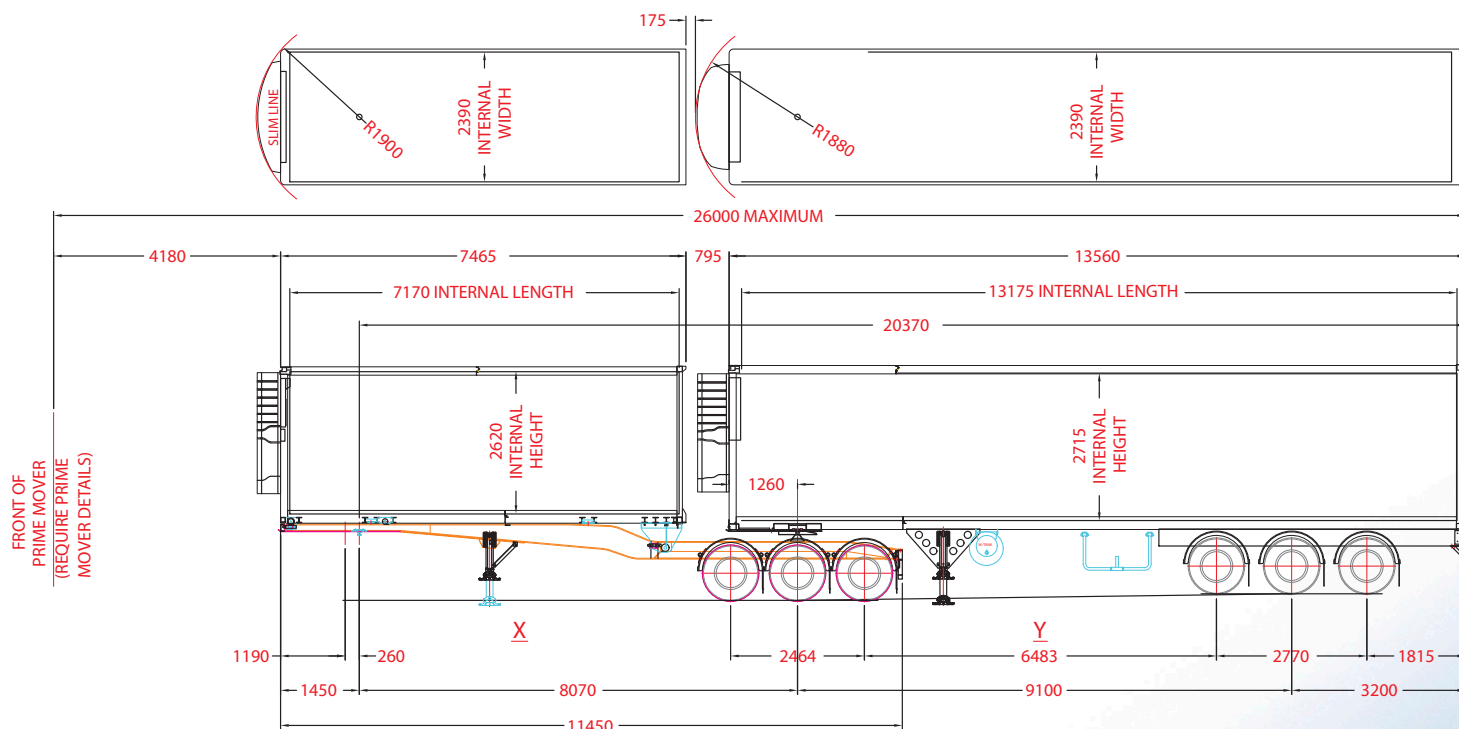 175
SLIM LINE
R1900
2390
INTERNAL
WIDTH
R1880
2390
INTERNAL
WIDTH
26000 MAXIMUM
4180
7465
795
13560
7170 INTERNAL LENGTH
13175 INTERNAL LENGTH
20370
FRONT OF
PRIME MOVER
(REQUIRE PRIME
MOVER DETAILS)
2620
INTERNAL
HEIGHT
1260
2715
INTERNAL
HEIGHT
X
Y
1190
260
2464
6483
2770
1815
1450
8070
9100
3200
11450